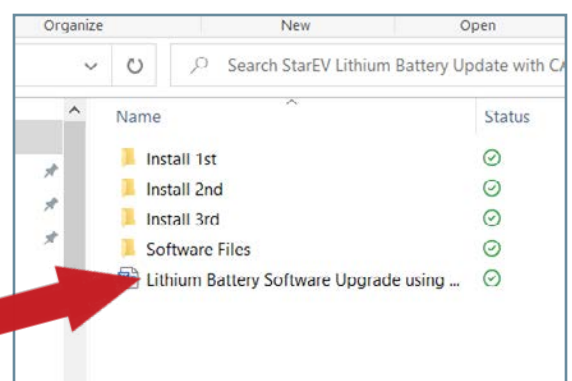 Organize New Open
Search StarEV Lithium Battery Update with CA
Name Status
Install 1st
Install 2nd
Install 3rd
Software Files
Lithium Battery Software Upgrade using ...